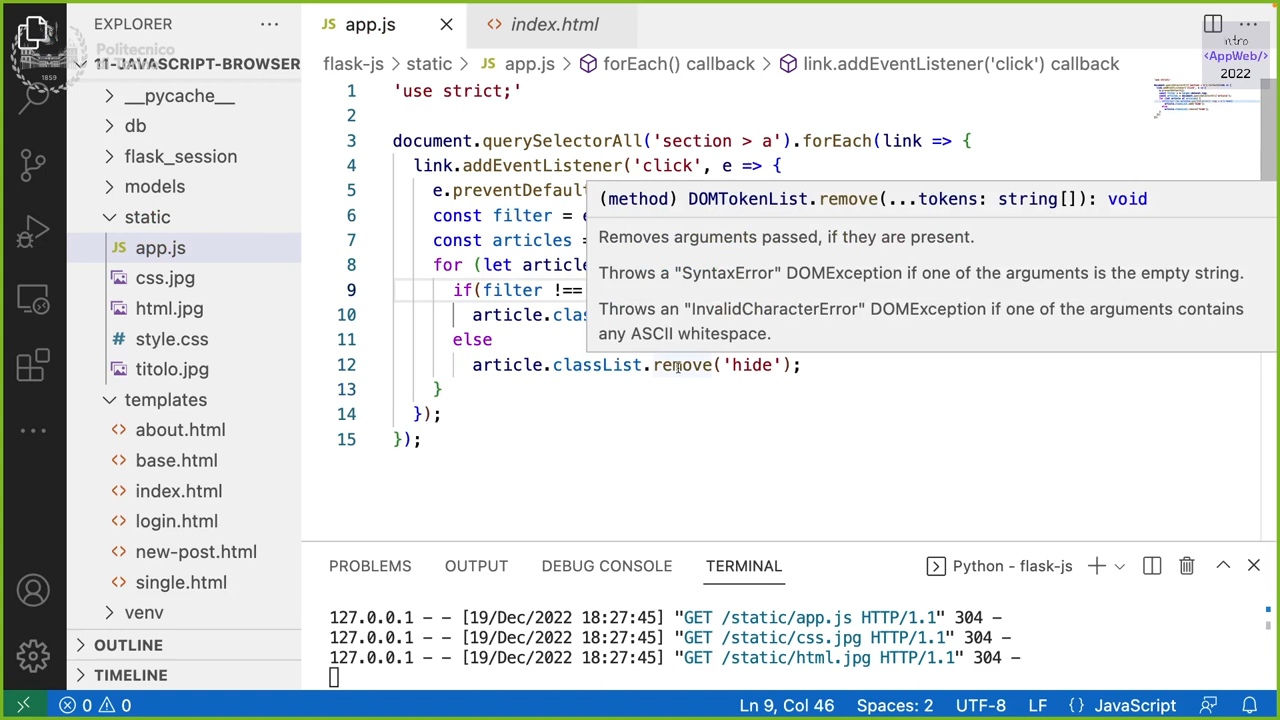 EXPLORER
···
JS app.js
<> index.html
···
Politecnico
1859
ntro
<AppWeb/>
2022
11-JAVASCRIPT-BROWSER
flask-js > static > JS app.js > forEach() callback > link.addEventListener('click') callback
__pycache__
db
flask_session
models
static
JS app.js
css.jpg
html.jpg
# style.css
titolo.jpg
templates
<> about.html
<> base.html
<> index.html
<> login.html
<> new-post.html
<> single.html
venv
OUTLINE
TIMELINE
1 'use strict;'
2
3 document.querySelectorAll('section > a').forEach(link => {
4 link.addEventListener('click', e => {
5 e.preventDefault
6 const filter = e
7 const articles =
8 for (let article
9 if(filter !==
10 article.clas
11 else
12 article.classList.remove('hide');
13 }
14 });
15 });
(method) DOMTokenList.remove(...tokens: string[]): void
Removes arguments passed, if they are present.
Throws a "SyntaxError" DOMException if one of the arguments is the empty string.
Throws an "InvalidCharacterError" DOMException if one of the arguments contains
any ASCII whitespace.
PROBLEMS OUTPUT DEBUG CONSOLE TERMINAL
Python - flask-js
127.0.0.1 - - [19/Dec/2022 18:27:45] "GET /static/app.js HTTP/1.1" 304 -
127.0.0.1 - - [19/Dec/2022 18:27:45] "GET /static/css.jpg HTTP/1.1" 304 -
127.0.0.1 - - [19/Dec/2022 18:27:45] "GET /static/html.jpg HTTP/1.1" 304 -
0 0
Ln 9, Col 46 Spaces: 2 UTF-8 LF {} JavaScript